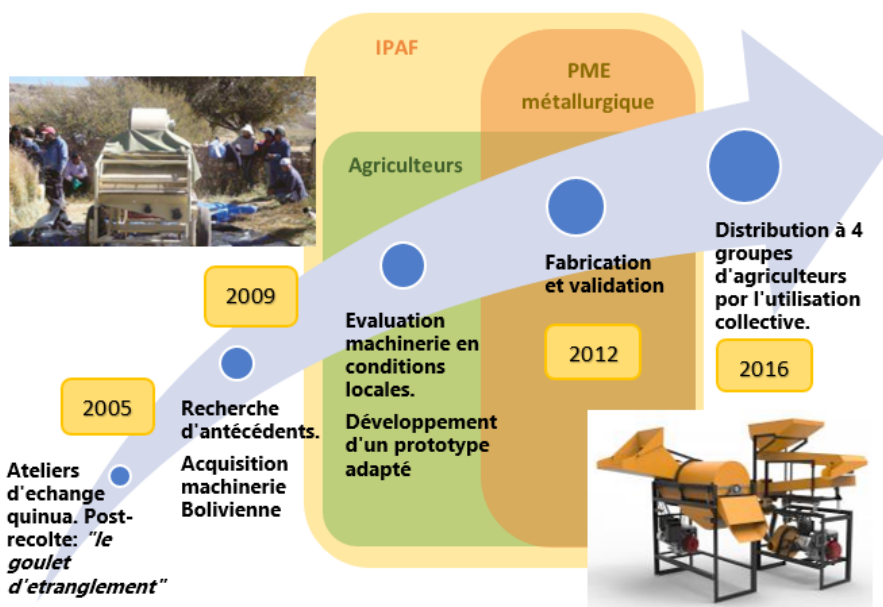 IPAF
PME
métallurgique
Agriculteurs
2005
Ateliers
d'echange
quinua. Post-
recolte: "le
goulet
d'etranglement"
2009
Recherche
d'antécédents.
Acquisition
machinerie
Bolivienne
Evaluation
machinerie en
conditions
locales.
Développement
d'un prototype
adapté
Fabrication
et validation
2012
Distribution à 4
groupes
d'agriculteurs
por l'utilisation
collective.
2016